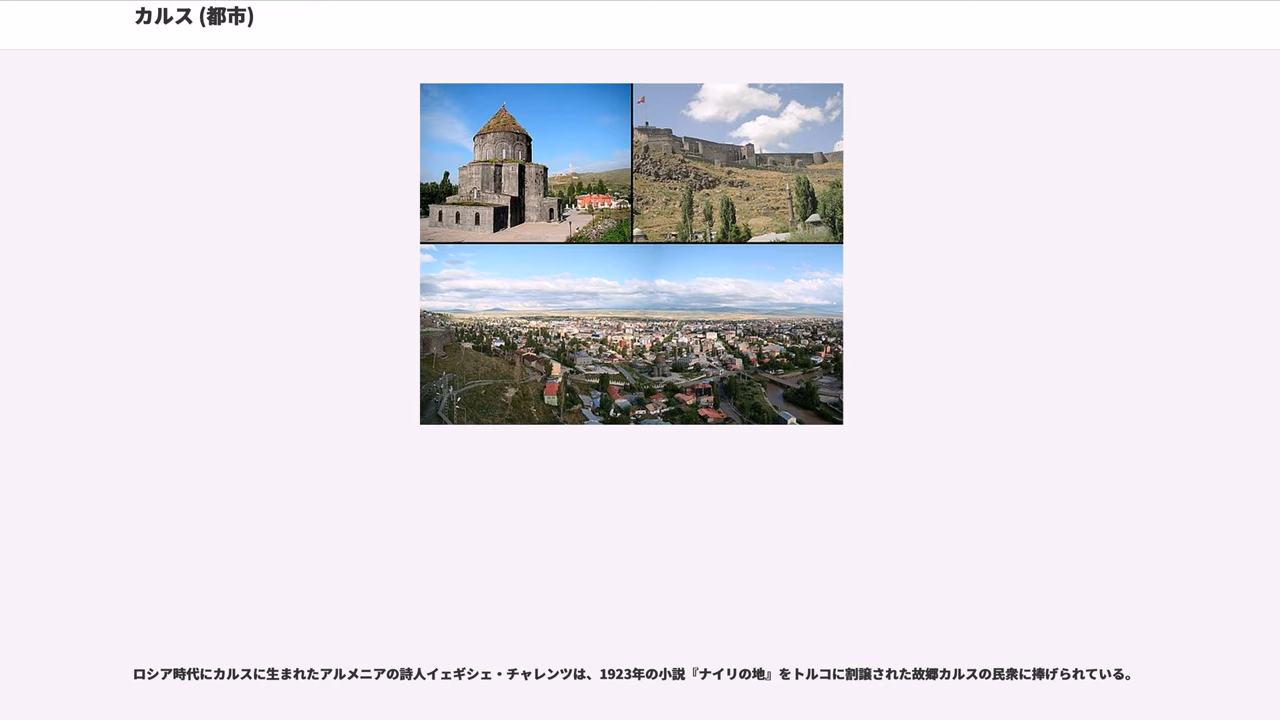 カルス (都市)
ロシア時代にカルスに生まれたアルメニアの詩人イェギシェ・チャレンツは、1923年の小説『ナイリの地』をトルコに割譲された故郷カルスの民衆に捧げられている。